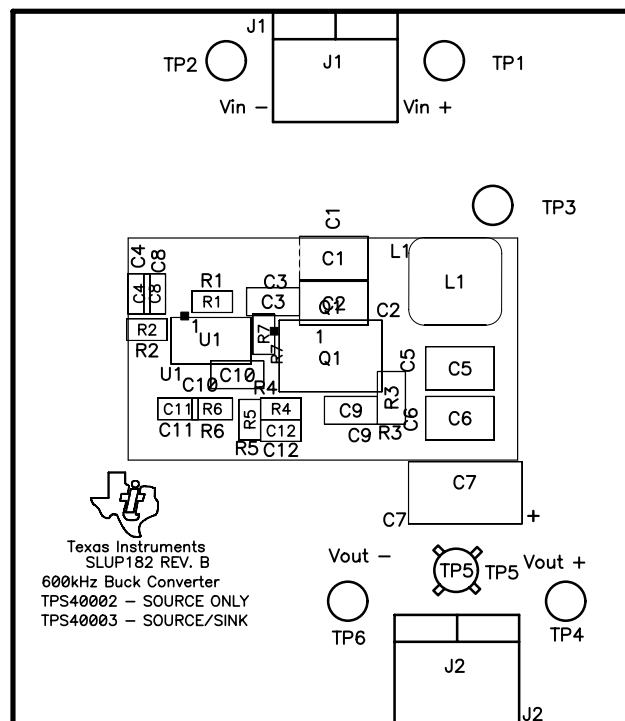 J1
J1
TP2
TP1
Vin -
Vin +
TP3
C1
C1
L1
L1
C4
C8
C4
C8
R1
R1
C3
C3
C2
Q1
C2
R2
R2
1
U1
U1
R7
R7
1
Q1
C5
C5
C10
C10
R4
R4
R3
R3
C11
C11
R6
R6
R5
R5
C12
C12
C9
C9
C6
C6
C7
C7
+
Texas Instruments
SLUP182 REV. B
600kHz Buck Converter
TPS40002 - SOURCE ONLY
TPS40003 - SOURCE/SINK
Vout -
TP5
TP5
Vout +
TP6
TP4
J2
J2